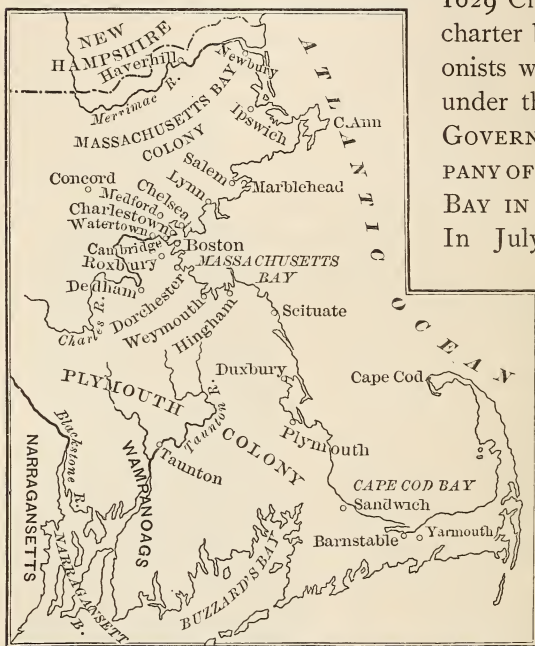 NEW
HAMPSHIRE
Haverhill
Newbury
Merrimac R.
MASSACHUSETTS BAY
COLONY
Ipswich
C. Ann
ATLANTIC OCEAN
Salem
Lynn
Marblehead
Concord
Chelsea
Medford
Charlestown
Watertown
Cambridge
Boston
Roxbury
MASSACHUSETTS
BAY
Dedham
Dorchester
Weymouth
Hingham
Charles R.
Scituate
Duxbury
Cape Cod
PLYMOUTH
COLONY
Taunton R.
Plymouth
Blackstone R.
NARRAGANSETTS
WAMRANOAGS
Taunton
CAPE COD BAY
Sandwich
Barnstable
Yarmouth
NARRAGANSETT
B.
BUZZARD'S BAY
1629
charter
onists w
under th
GOVERN
PANY OF
BAY IN
In July